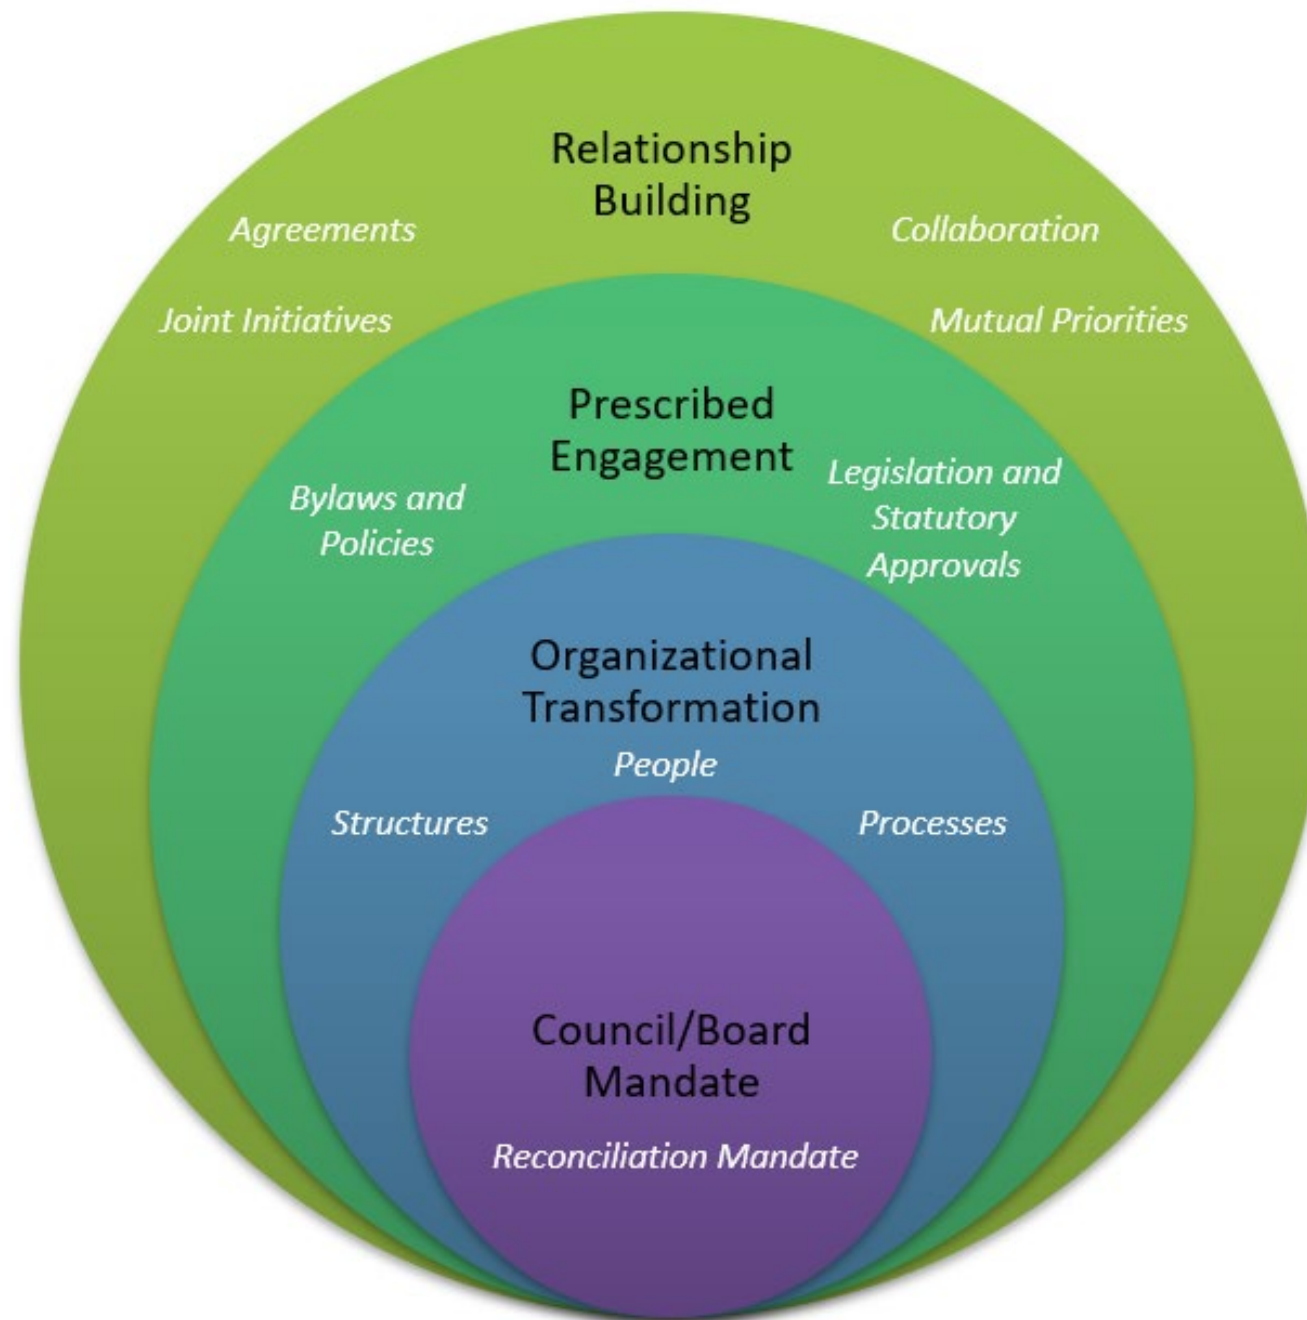 Relationship
Building
Agreements
Collaboration
Joint Initiatives
Mutual Priorities
Prescribed
Engagement
Bylaws and
Policies
Legislation and
Statutory
Approvals
Organizational
Transformation
People
Structures
Processes
Council/Board
Mandate
Reconciliation Mandate